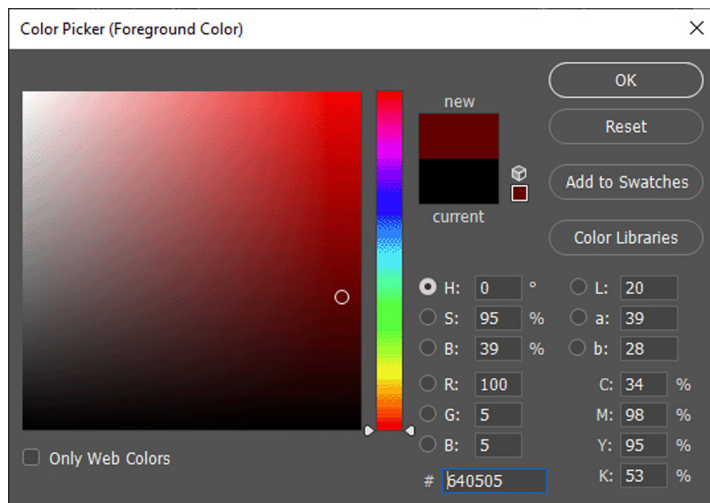 Color Picker (Foreground Color)
new
current
OK
Reset
Add to Swatches
Color Libraries
H: 0 °
S: 95 %
B: 39 %
R: 100
G: 5
B: 5
# 640505
L: 20
a: 39
b: 28
C: 34 %
M: 98 %
Y: 95 %
K: 53 %
Only Web Colors